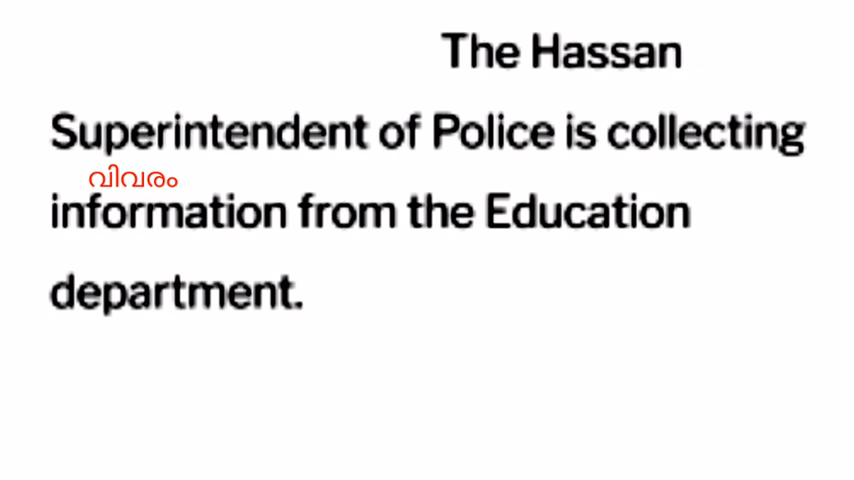 The Hassan
Superintendent of Police is collecting
വിവരം
information from the Education
department.